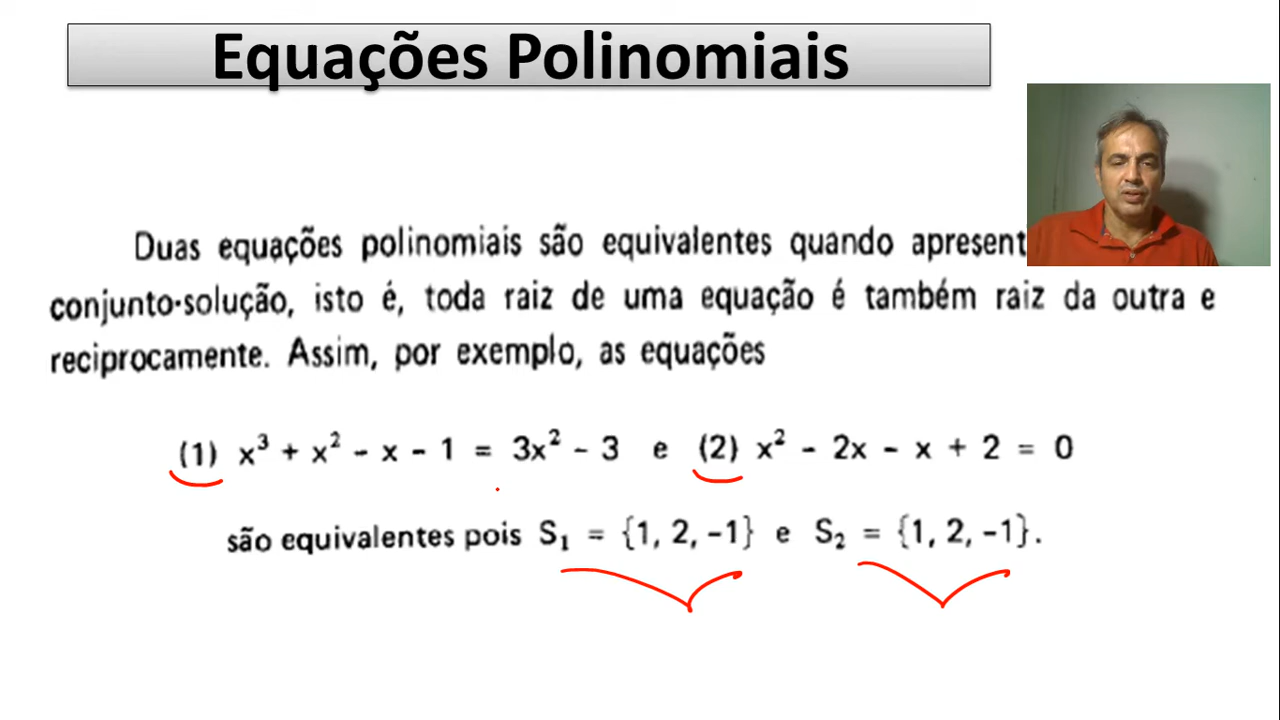 Equações Polinomiais
Duas equações polinomiais são equivalentes quando
conjunto-solução, isto é, toda raiz de uma equação é também raiz da outra e
reciprocamente. Assim, por exemplo, as equações
(1) x³ + x² - x - 1 = 3x² - 3 e (2) x² - 2x - x + 2 = 0
são equivalentes pois S₁ = {1, 2, -1} e S₂ = {1, 2, -1}.